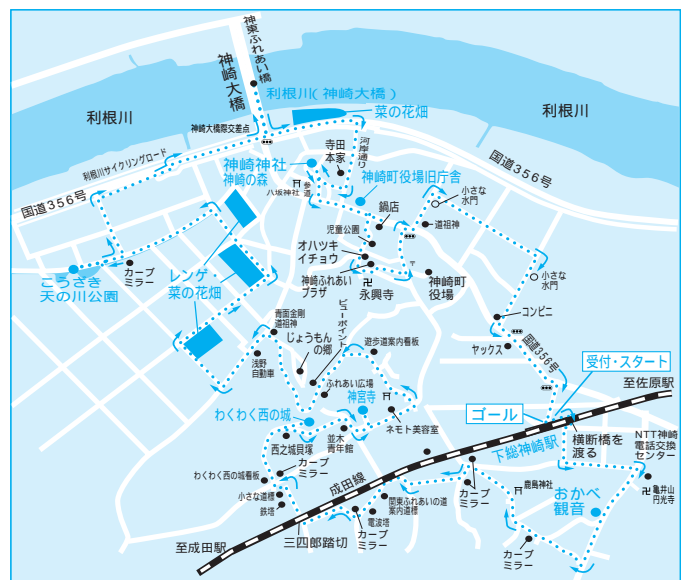 神東ふれあい橋
神崎大橋
利根川(神崎大橋)
菜の花畑
利根川
利根川
神崎大橋際交差点
利根川サイクリングロード
国道356号
国道356号
河岸通り
寺田
本家
神崎神社
神崎の森
八坂神社
参道
神崎町役場旧庁舎
小さな
水門
鍋店
道祖神
児童公園
オハツキ
イチョウ
神崎ふれあい
プラザ
永興寺
神崎町
役場
小さな
水門
こうざき
天の川公園
カーブ
ミラー
レンゲ・
菜の花畑
コンビニ
ヤックス
国道356号
受付・スタート
至佐原駅
ゴール
下総神崎駅
横断橋を
渡る
NTT神崎
電話交換
センター
亀井山
円光寺
青面金剛
道祖神
浅野
自動車
じょうもん
の郷
ビューポイント
遊歩道案内看板
ふれあい広場
神宮寺
ネモト美容室
わくわく西の城
並木
青年館
西之城貝塚
わくわく西の城看板
カーブ
ミラー
小さな道標
鉄塔
成田線
関東ふれあいの道
案内道標
電波塔
カーブ
ミラー
三四郎踏切
至成田駅
カーブ
ミラー
鹿島神社
おかべ
観音
カーブ
ミラー